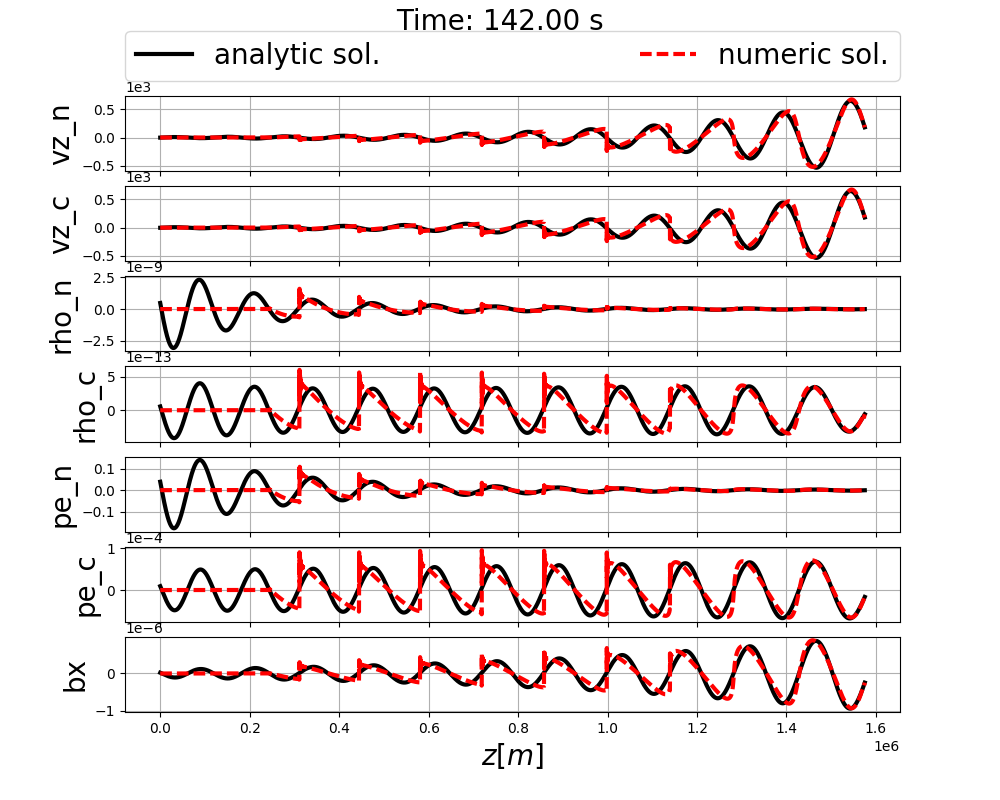 Time: 142.00 s
analytic sol.
numeric sol.
1e3
0.5
0.0
−0.5
vz_n
1e3
0.5
0.0
−0.5
vz_c
1e−9
2.5
0.0
−2.5
rho_n
1e−13
5
0
rho_c
0.1
0.0
−0.1
pe_n
1e−4
1
0
pe_c
1e−6
0
−1
bx
0.0 0.2 0.4 0.6 0.8 1.0 1.2 1.4 1.6
1e6
z[m]